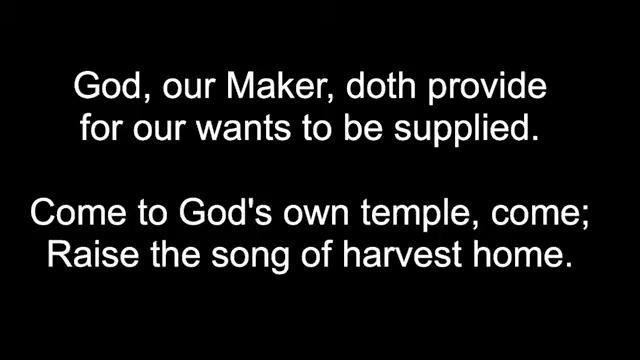 God, our Maker, doth provide
for our wants to be supplied.
Come to God's own temple, come;
Raise the song of harvest home.